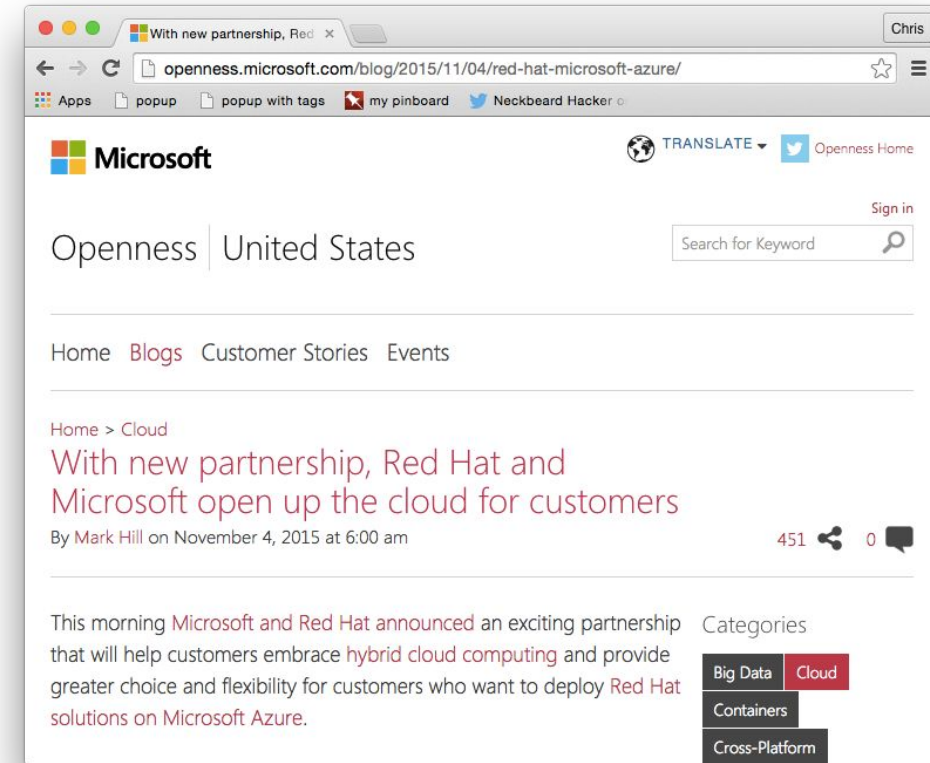 With new partnership, Red
Chris
openness.microsoft.com/blog/2015/11/04/red-hat-microsoft-azure/
Apps popup popup with tags my pinboard Neckbeard Hacker
Microsoft
TRANSLATE Openness Home
Sign in
Openness | United States
Search for Keyword
Home Blogs Customer Stories Events
Home > Cloud
With new partnership, Red Hat and
Microsoft open up the cloud for customers
By Mark Hill on November 4, 2015 at 6:00 am
451 0
This morning Microsoft and Red Hat announced an exciting partnership
that will help customers embrace hybrid cloud computing and provide
greater choice and flexibility for customers who want to deploy Red Hat
solutions on Microsoft Azure.
Categories
Big Data Cloud
Containers
Cross-Platform